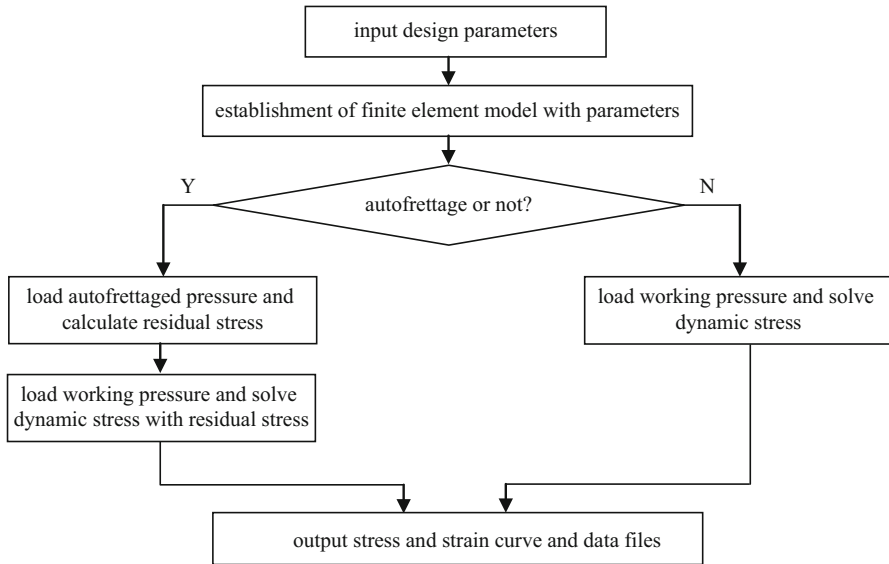 input design parameters
establishment of finite element model with parameters
Y
N
autofrettage or not?
load autofrettaged pressure and
calculate residual stress
load working pressure and solve
dynamic stress
load working pressure and solve
dynamic stress with residual stress
output stress and strain curve and data files